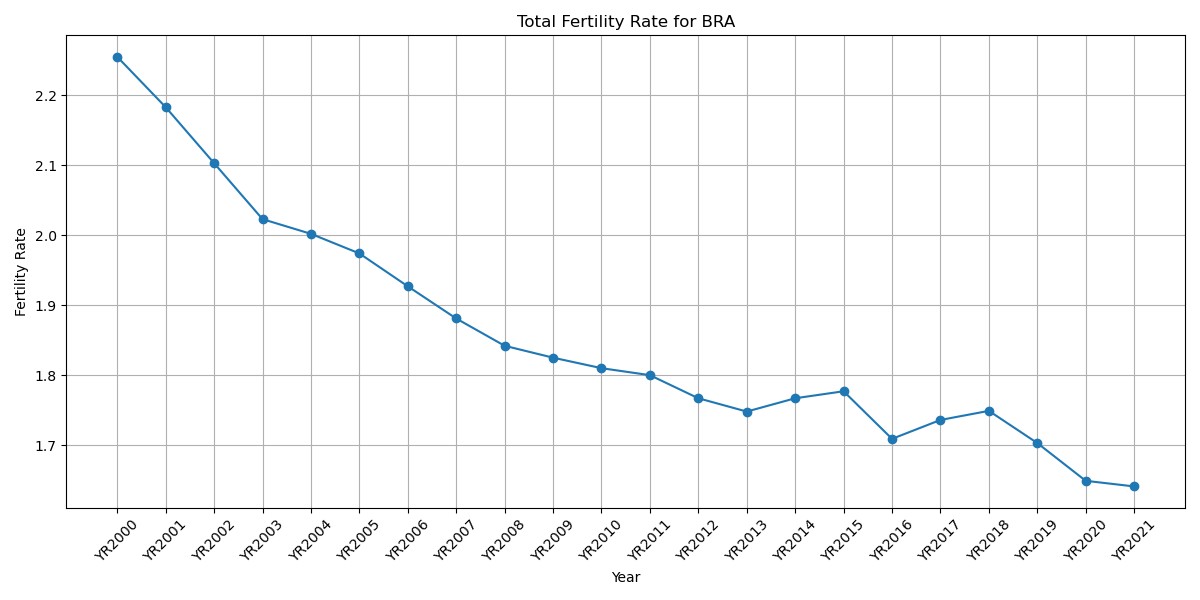 Total Fertility Rate for BRA
Fertility Rate
2.2
2.1
2.0
1.9
1.8
1.7
YR2000
YR2001
YR2002
YR2003
YR2004
YR2005
YR2006
YR2007
YR2008
YR2009
YR2010
YR2011
YR2012
YR2013
YR2014
YR2015
YR2016
YR2017
YR2018
YR2019
YR2020
YR2021
Year